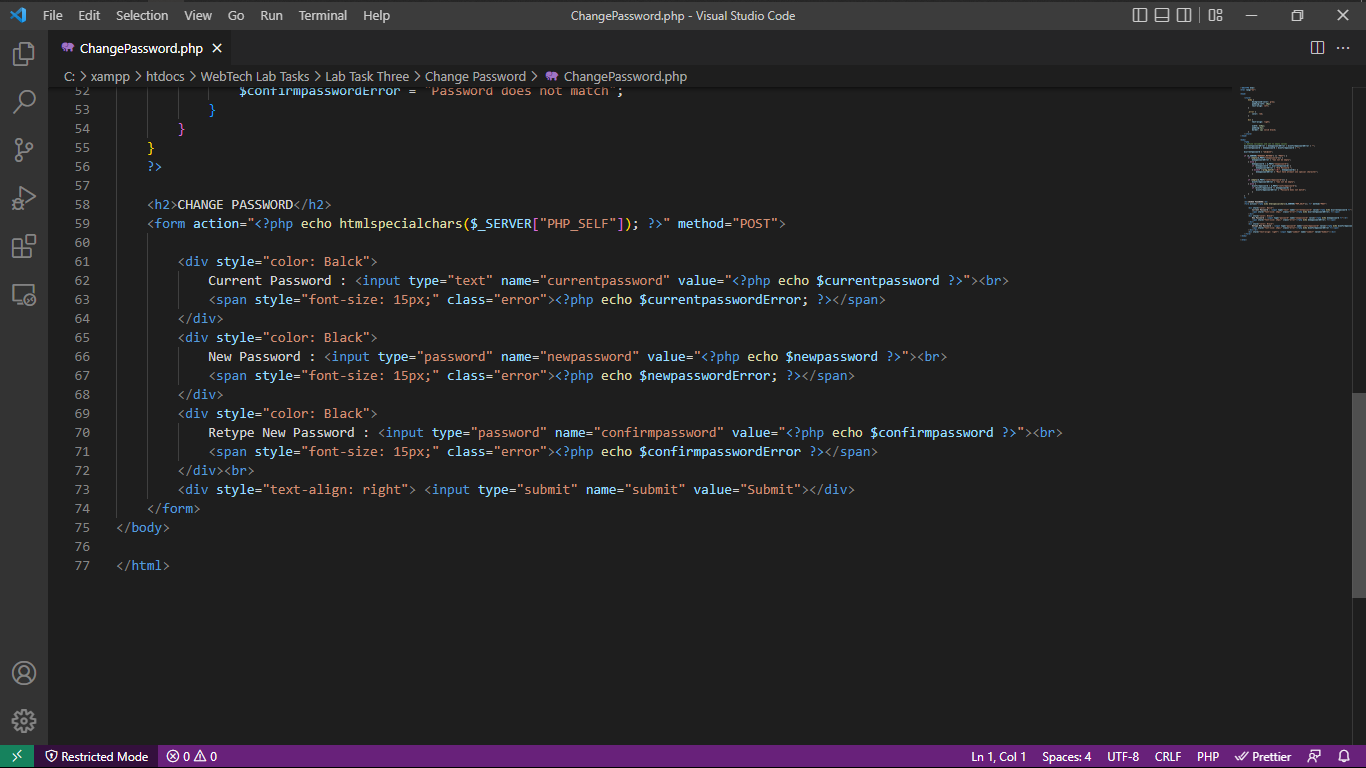 File Edit Selection View Go Run Terminal Help ChangePassword.php - Visual Studio Code
ChangePassword.php
C: > xampp > htdocs > WebTech Lab Tasks > Lab Task Three > Change Password > ChangePassword.php
52 $confirmpasswordError = "Password does not match";
53 }
54 }
55 }
56 ?>
57
58 <h2>CHANGE PASSWORD</h2>
59 <form action="<?php echo htmlspecialchars($_SERVER["PHP_SELF"]); ?>" method="POST">
60
61 <div style="color: Balck">
62 Current Password : <input type="text" name="currentpassword" value="<?php echo $currentpassword ?>"><br>
63 <span style="font-size: 15px;" class="error"><?php echo $currentpasswordError; ?></span>
64 </div>
65 <div style="color: Black">
66 New Password : <input type="password" name="newpassword" value="<?php echo $newpassword ?>"><br>
67 <span style="font-size: 15px;" class="error"><?php echo $newpasswordError; ?></span>
68 </div>
69 <div style="color: Black">
70 Retype New Password : <input type="password" name="confirmpassword" value="<?php echo $confirmpassword ?>"><br>
71 <span style="font-size: 15px;" class="error"><?php echo $confirmpasswordError ?></span>
72 </div><br>
73 <div style="text-align: right"> <input type="submit" name="submit" value="Submit"></div>
74 </form>
75 </body>
76
77 </html>
Restricted Mode 0 0 Ln 1, Col 1 Spaces: 4 UTF-8 CRLF PHP Prettier